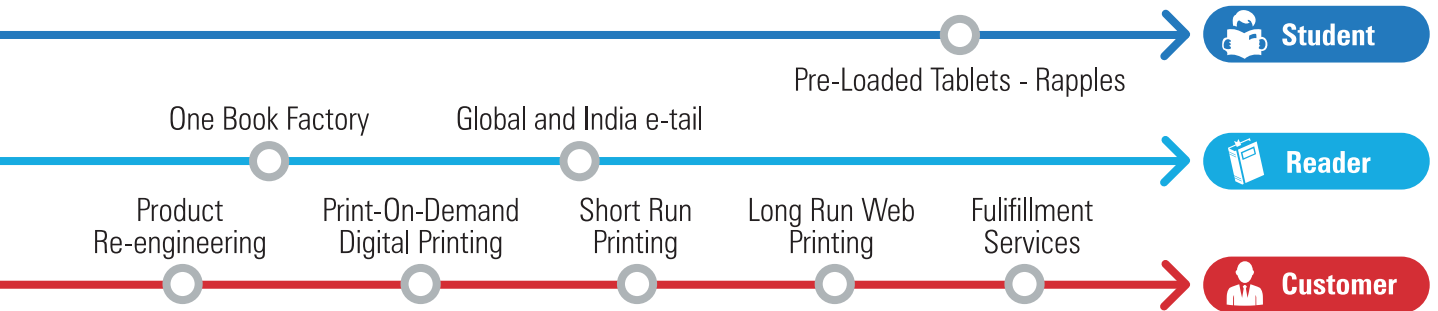 Student
Pre-Loaded Tablets - Rapples
One Book Factory
Global and India e-tail
Reader
Product
Re-engineering
Print-On-Demand
Digital Printing
Short Run
Printing
Long Run Web
Printing
Fulifillment
Services
Customer